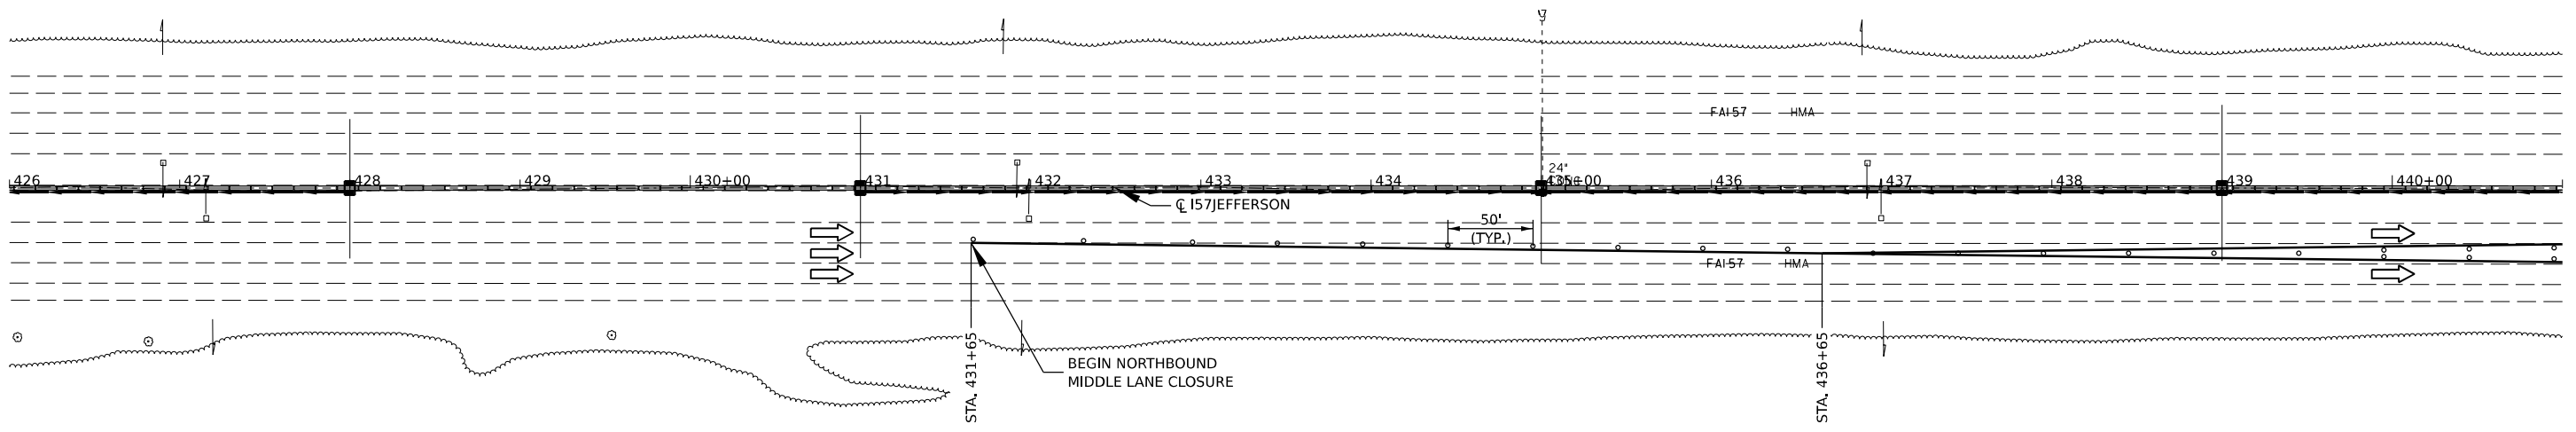 FAI 57 HMA
24"
426 427 428 429 430+00 431 432 433 434 435+00 436 437 438 439 440+00
℄ I57JEFFERSON
50'
(TYP.)
FAI 57 HMA
STA. 431+65
BEGIN NORTHBOUND
MIDDLE LANE CLOSURE
STA. 436+65